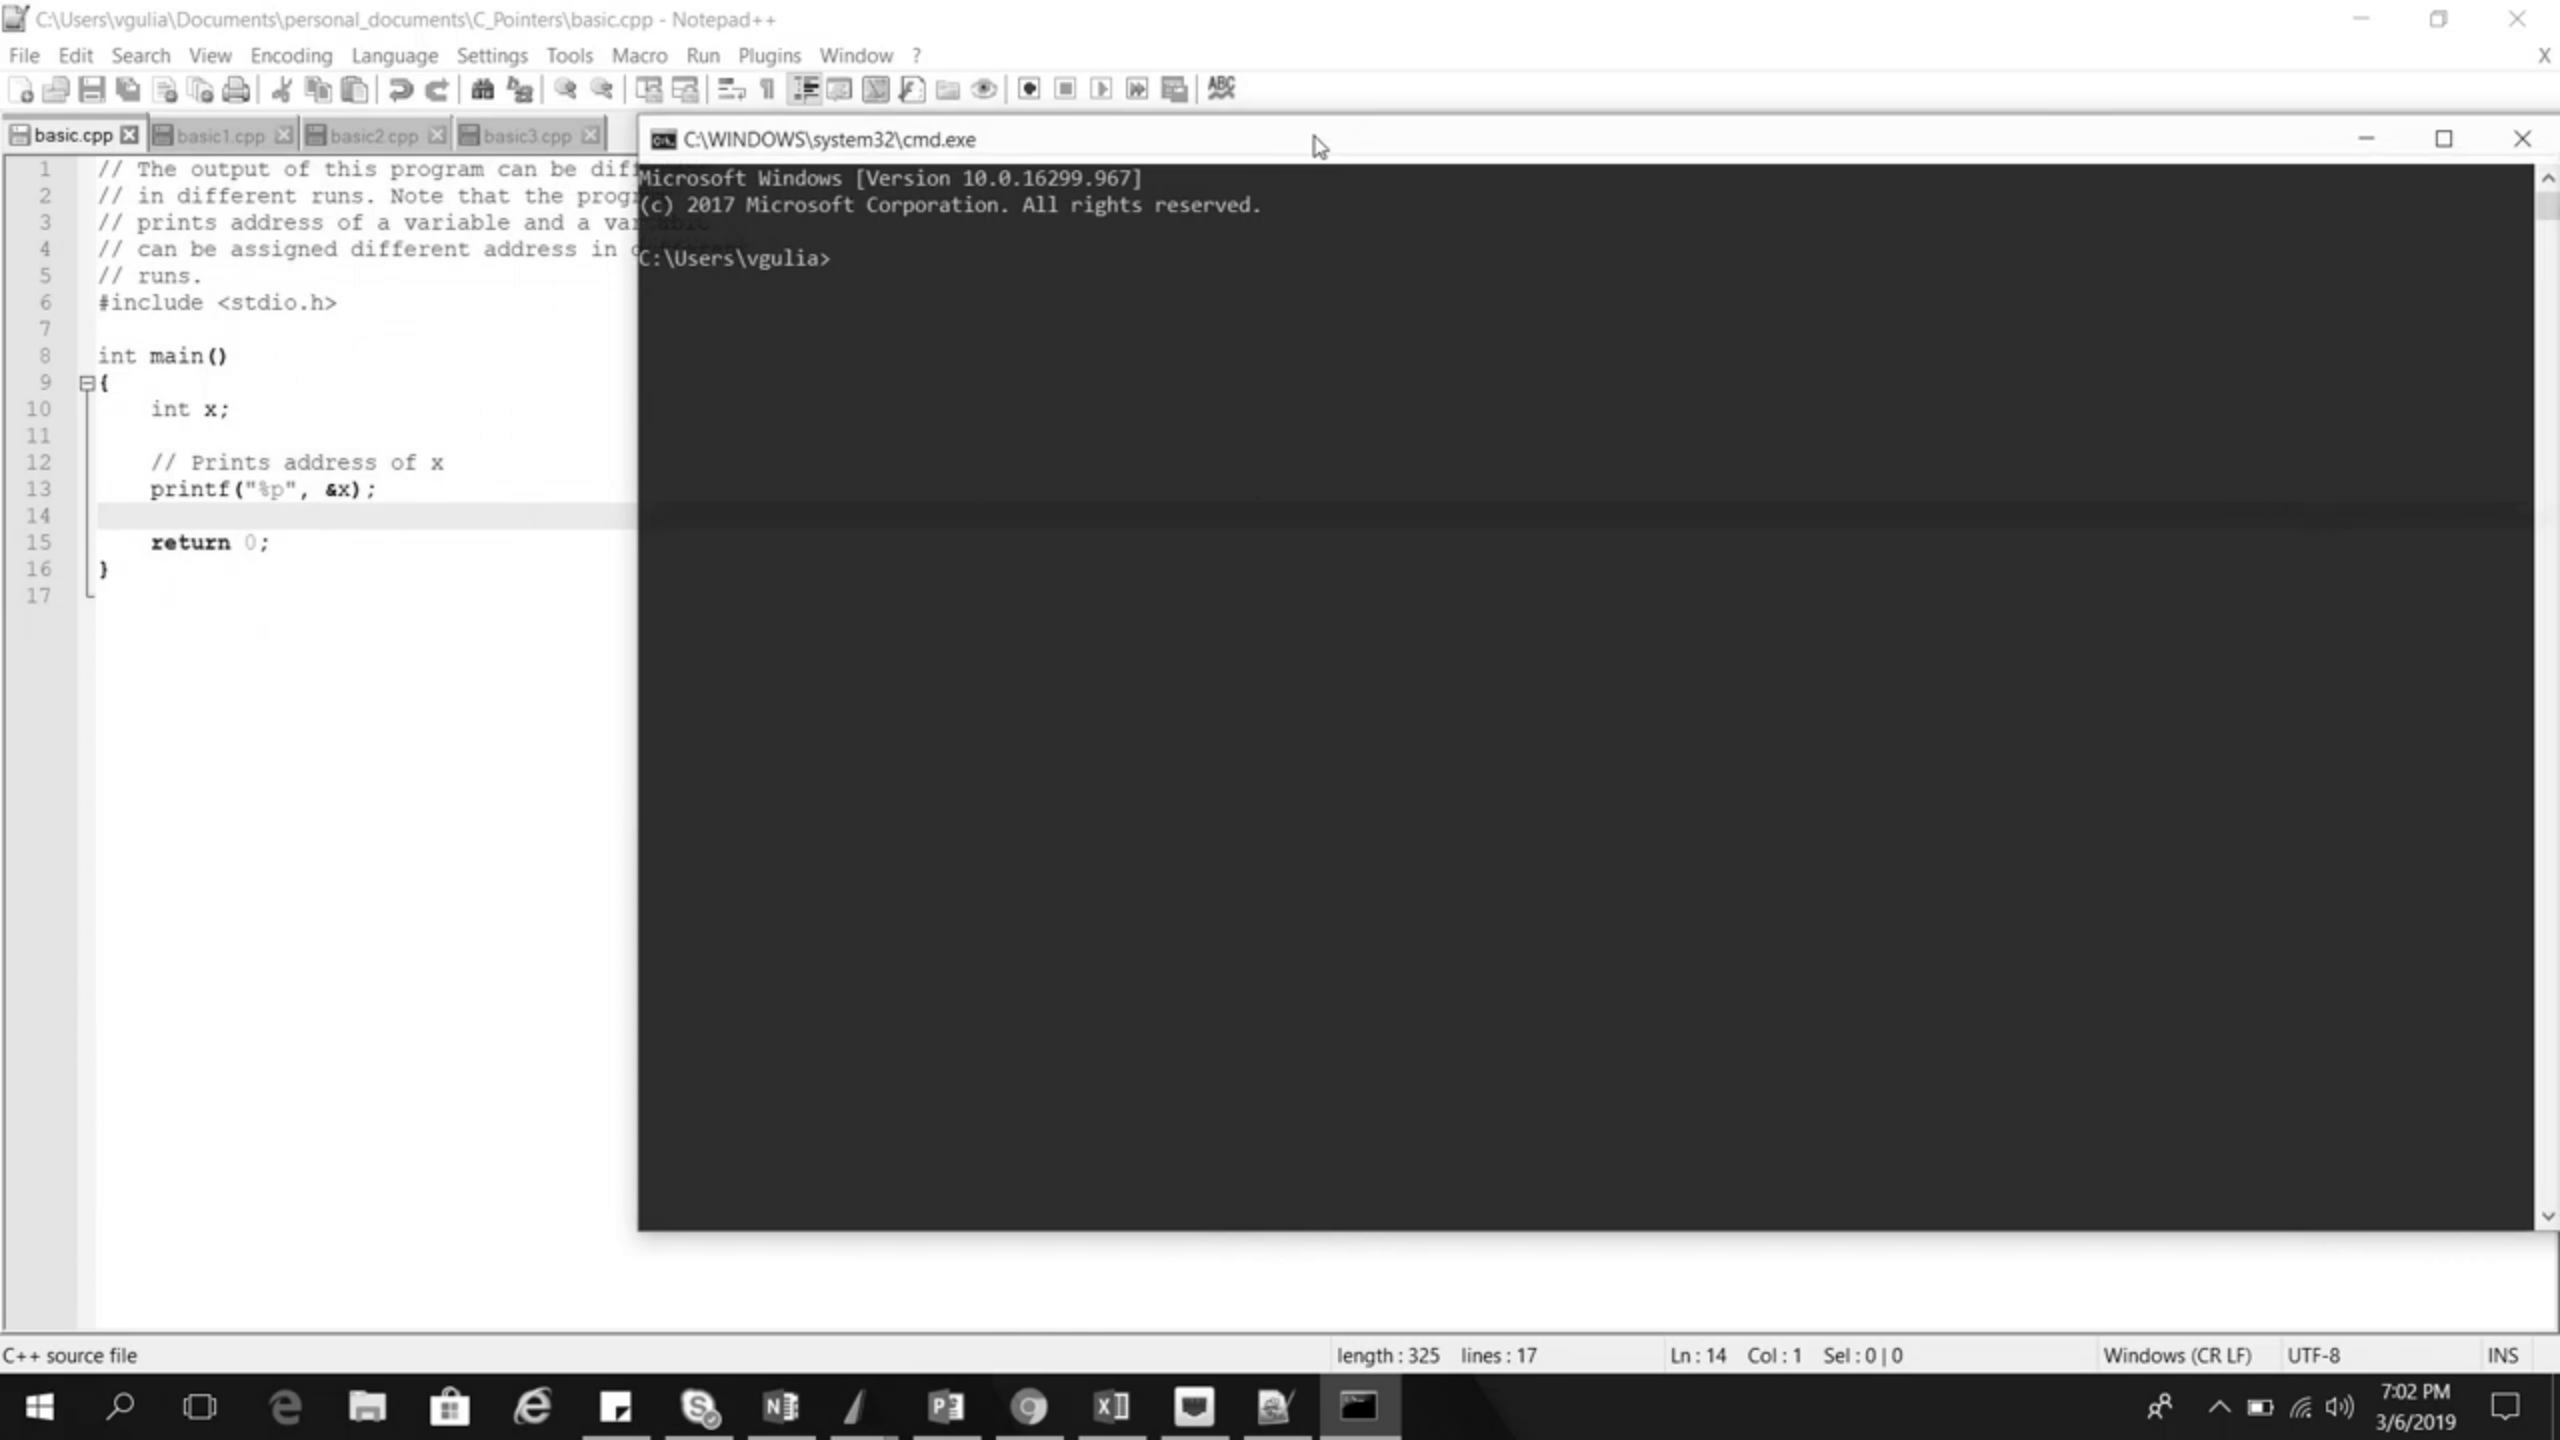 C:\Users\vgulia\Documents\personal_documents\C_Pointers\basic.cpp - Notepad++
File Edit Search View Encoding Language Settings Tools Macro Run Plugins Window ? X
ABC
basic.cpp basic1.cpp basic2.cpp basic3.cpp
C:\WINDOWS\system32\cmd.exe
1 // The output of this program can be dif
2 // in different runs. Note that the prog
3 // prints address of a variable and a va
4 // can be assigned different address in
5 // runs.
6 #include <stdio.h>
7
8 int main()
9 {
10 int x;
11
12 // Prints address of x
13 printf("%p", &x);
14
15 return 0;
16 }
17
Microsoft Windows [Version 10.0.16299.967]
(c) 2017 Microsoft Corporation. All rights reserved.
C:\Users\vgulia>
C++ source file length : 325 lines : 17 Ln : 14 Col : 1 Sel : 0 | 0 Windows (CR LF) UTF-8 INS
7:02 PM
3/6/2019